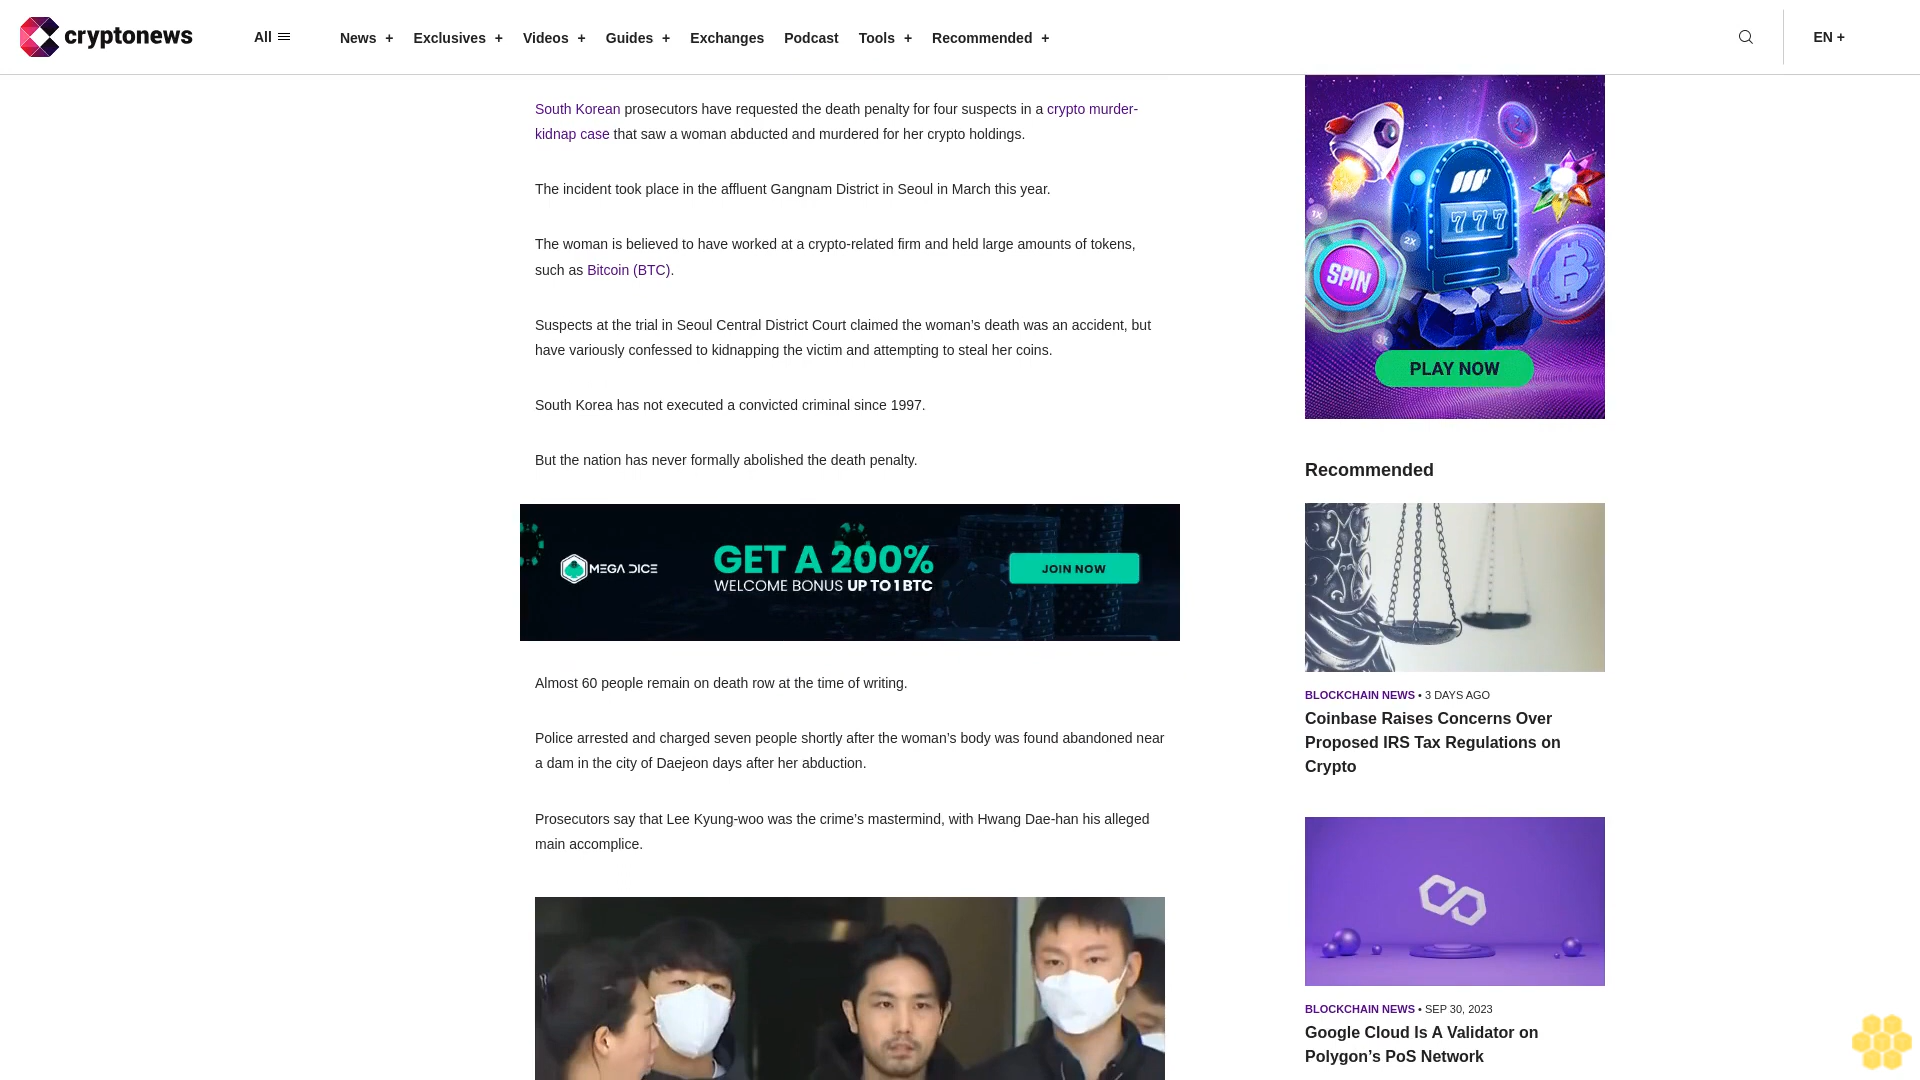 cryptonews
All
News +
Exclusives +
Videos +
Guides +
Exchanges
Podcast
Tools +
Recommended +
EN +
South Korean prosecutors have requested the death penalty for four suspects in a crypto murder-
kidnap case that saw a woman abducted and murdered for her crypto holdings.
The incident took place in the affluent Gangnam District in Seoul in March this year.
The woman is believed to have worked at a crypto-related firm and held large amounts of tokens,
such as Bitcoin (BTC).
Suspects at the trial in Seoul Central District Court claimed the woman’s death was an accident, but
have variously confessed to kidnapping the victim and attempting to steal her coins.
South Korea has not executed a convicted criminal since 1997.
But the nation has never formally abolished the death penalty.
MEGA DICE
GET A 200%
WELCOME BONUS UP TO 1 BTC
JOIN NOW
Almost 60 people remain on death row at the time of writing.
Police arrested and charged seven people shortly after the woman’s body was found abandoned near
a dam in the city of Daejeon days after her abduction.
Prosecutors say that Lee Kyung-woo was the crime’s mastermind, with Hwang Dae-han his alleged
main accomplice.
777
1X
2X
SPIN
3X
PLAY NOW
Recommended
BLOCKCHAIN NEWS • 3 DAYS AGO
Coinbase Raises Concerns Over
Proposed IRS Tax Regulations on
Crypto
BLOCKCHAIN NEWS • SEP 30, 2023
Google Cloud Is A Validator on
Polygon’s PoS Network